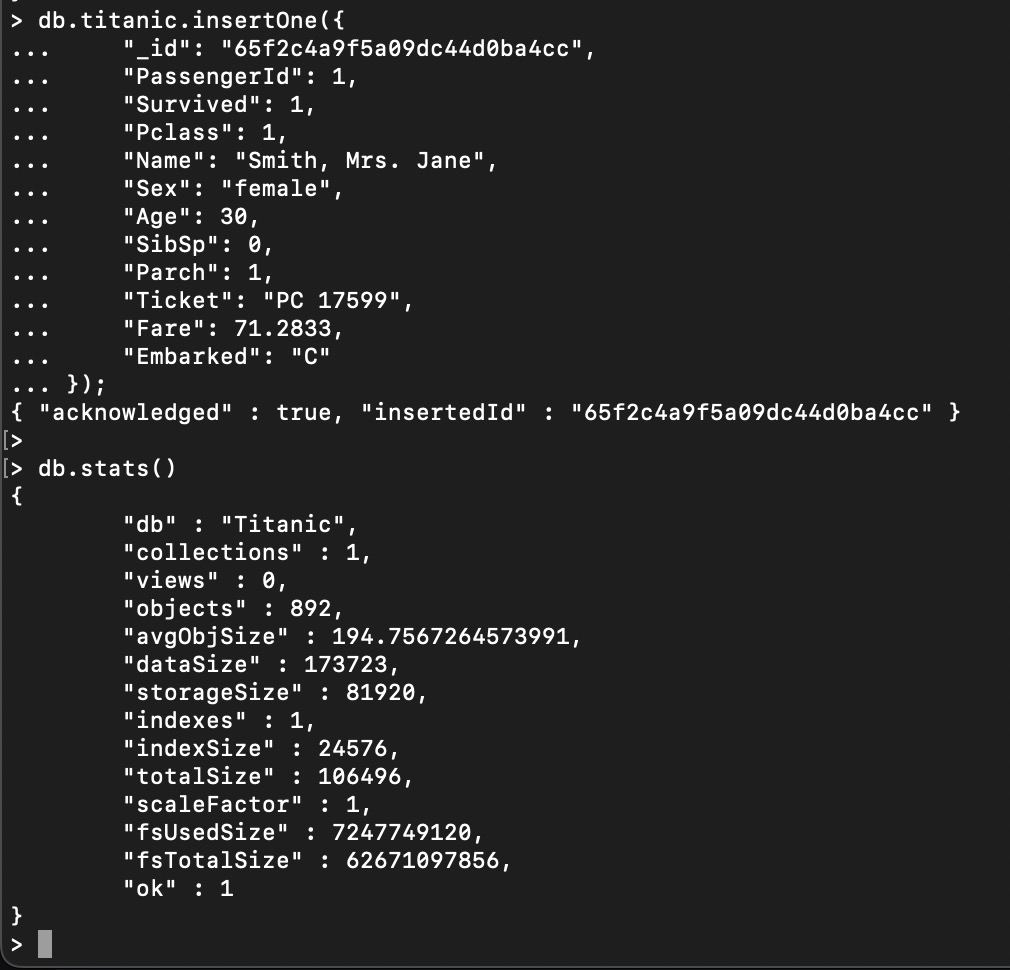 > db.titanic.insertOne({
...     "_id": "65f2c4a9f5a09dc44d0ba4cc",
...     "PassengerId": 1,
...     "Survived": 1,
...     "Pclass": 1,
...     "Name": "Smith, Mrs. Jane",
...     "Sex": "female",
...     "Age": 30,
...     "SibSp": 0,
...     "Parch": 1,
...     "Ticket": "PC 17599",
...     "Fare": 71.2833,
...     "Embarked": "C"
... });
{ "acknowledged" : true, "insertedId" : "65f2c4a9f5a09dc44d0ba4cc" }
[>
[> db.stats()
{
        "db" : "Titanic",
        "collections" : 1,
        "views" : 0,
        "objects" : 892,
        "avgObjSize" : 194.7567264573991,
        "dataSize" : 173723,
        "storageSize" : 81920,
        "indexes" : 1,
        "indexSize" : 24576,
        "totalSize" : 106496,
        "scaleFactor" : 1,
        "fsUsedSize" : 7247749120,
        "fsTotalSize" : 62671097856,
        "ok" : 1
}
>